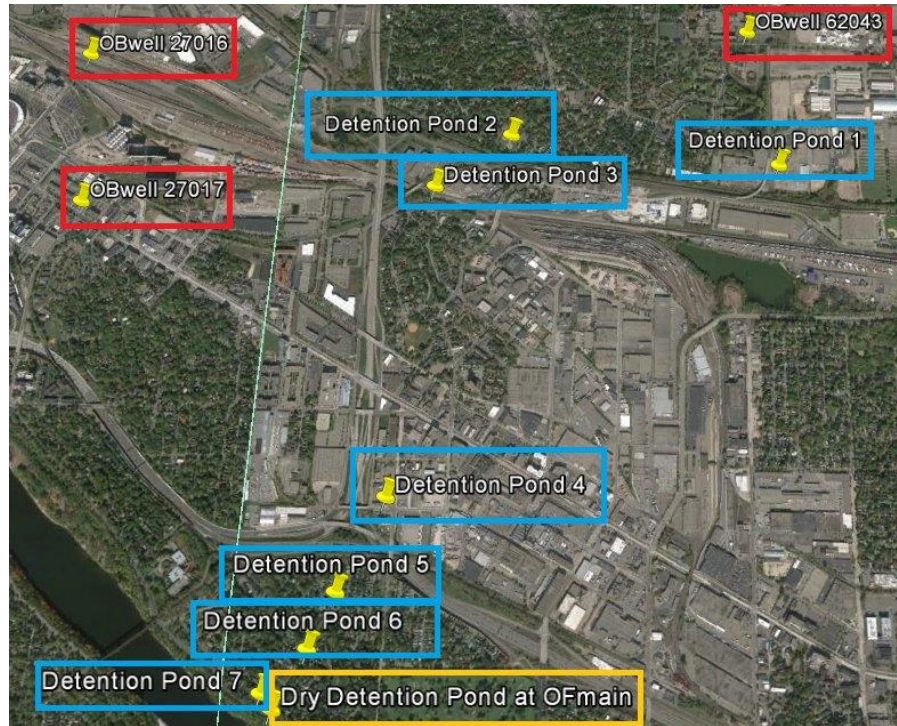 OBwell 27016
OBwell 62043
Detention Pond 2
Detention Pond 1
Detention Pond 3
OBwell 27017
Detention Pond 4
Detention Pond 5
Detention Pond 6
Detention Pond 7
Dry Detention Pond at OFmain